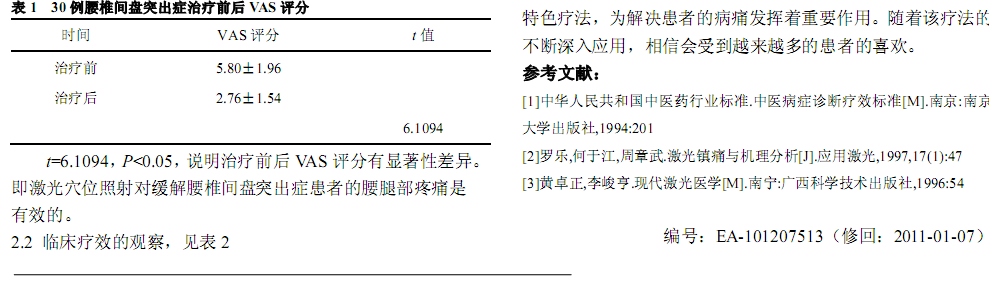 表 1 30 例腰椎间盘突出症治疗前后 VAS 评分
时间 VAS 评分 t 值
治疗前 5.80±1.96
治疗后 2.76±1.54
6.1094
t=6.1094，P<0.05，说明治疗前后 VAS 评分有显著性差异。
即激光穴位照射对缓解腰椎间盘突出症患者的腰腿部疼痛是
有效的。
2.2 临床疗效的观察，见表 2
特色疗法，为解决患者的病痛发挥着重要作用。随着该疗法的
不断深入应用，相信会受到越来越多的患者的喜欢。
参考文献：
[1]中华人民共和国中医药行业标准.中医病症诊断疗效标准[M].南京:南京
大学出版社,1994:201
[2]罗乐,何于江,周章武.激光镇痛与机理分析[J].应用激光,1997,17(1):47
[3]黄卓正,李峻亨.现代激光医学[M].南宁:广西科学技术出版社,1996:54
编号：EA-101207513（修回：2011-01-07）